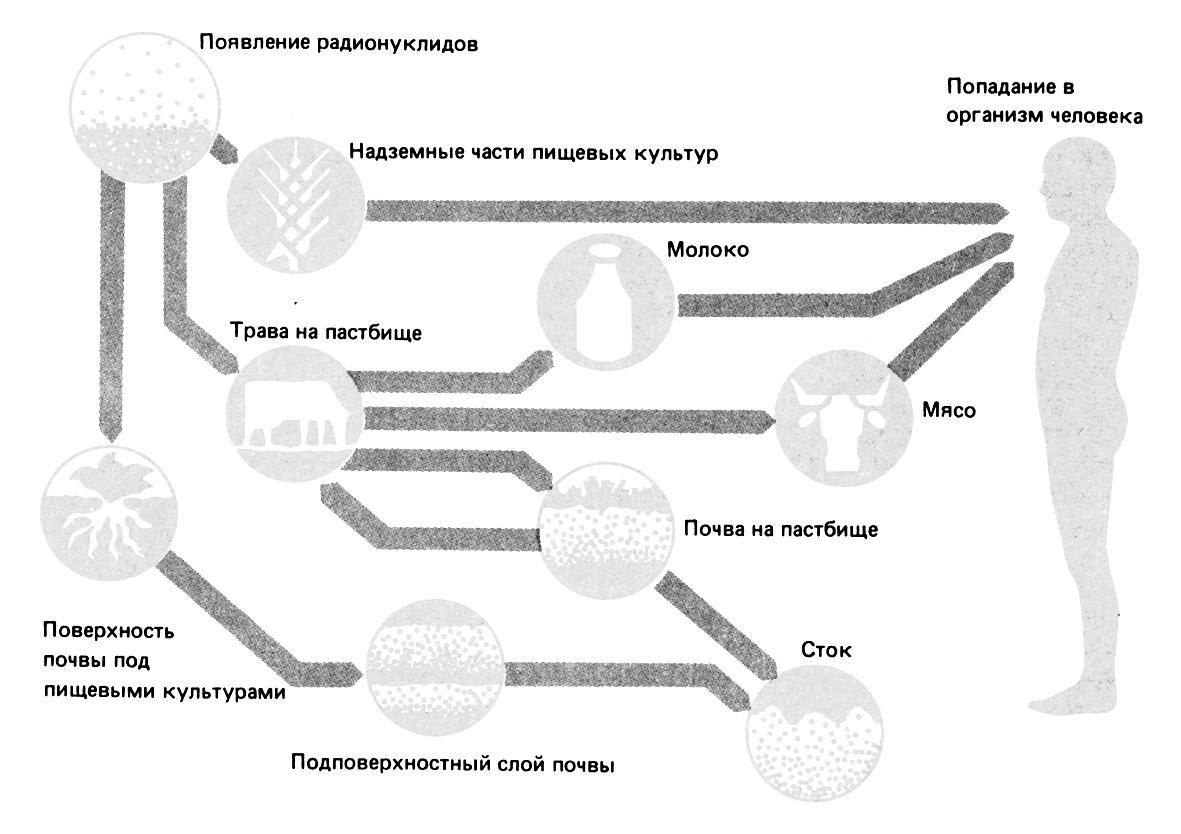 Появление радионуклидов
Попадание в
организм человека
Надземные части пищевых культур
Молоко
Трава на пастбище
Мясо
Почва на пастбище
Поверхность
почвы под
пищевыми культурами
Сток
Подповерхностный слой почвы